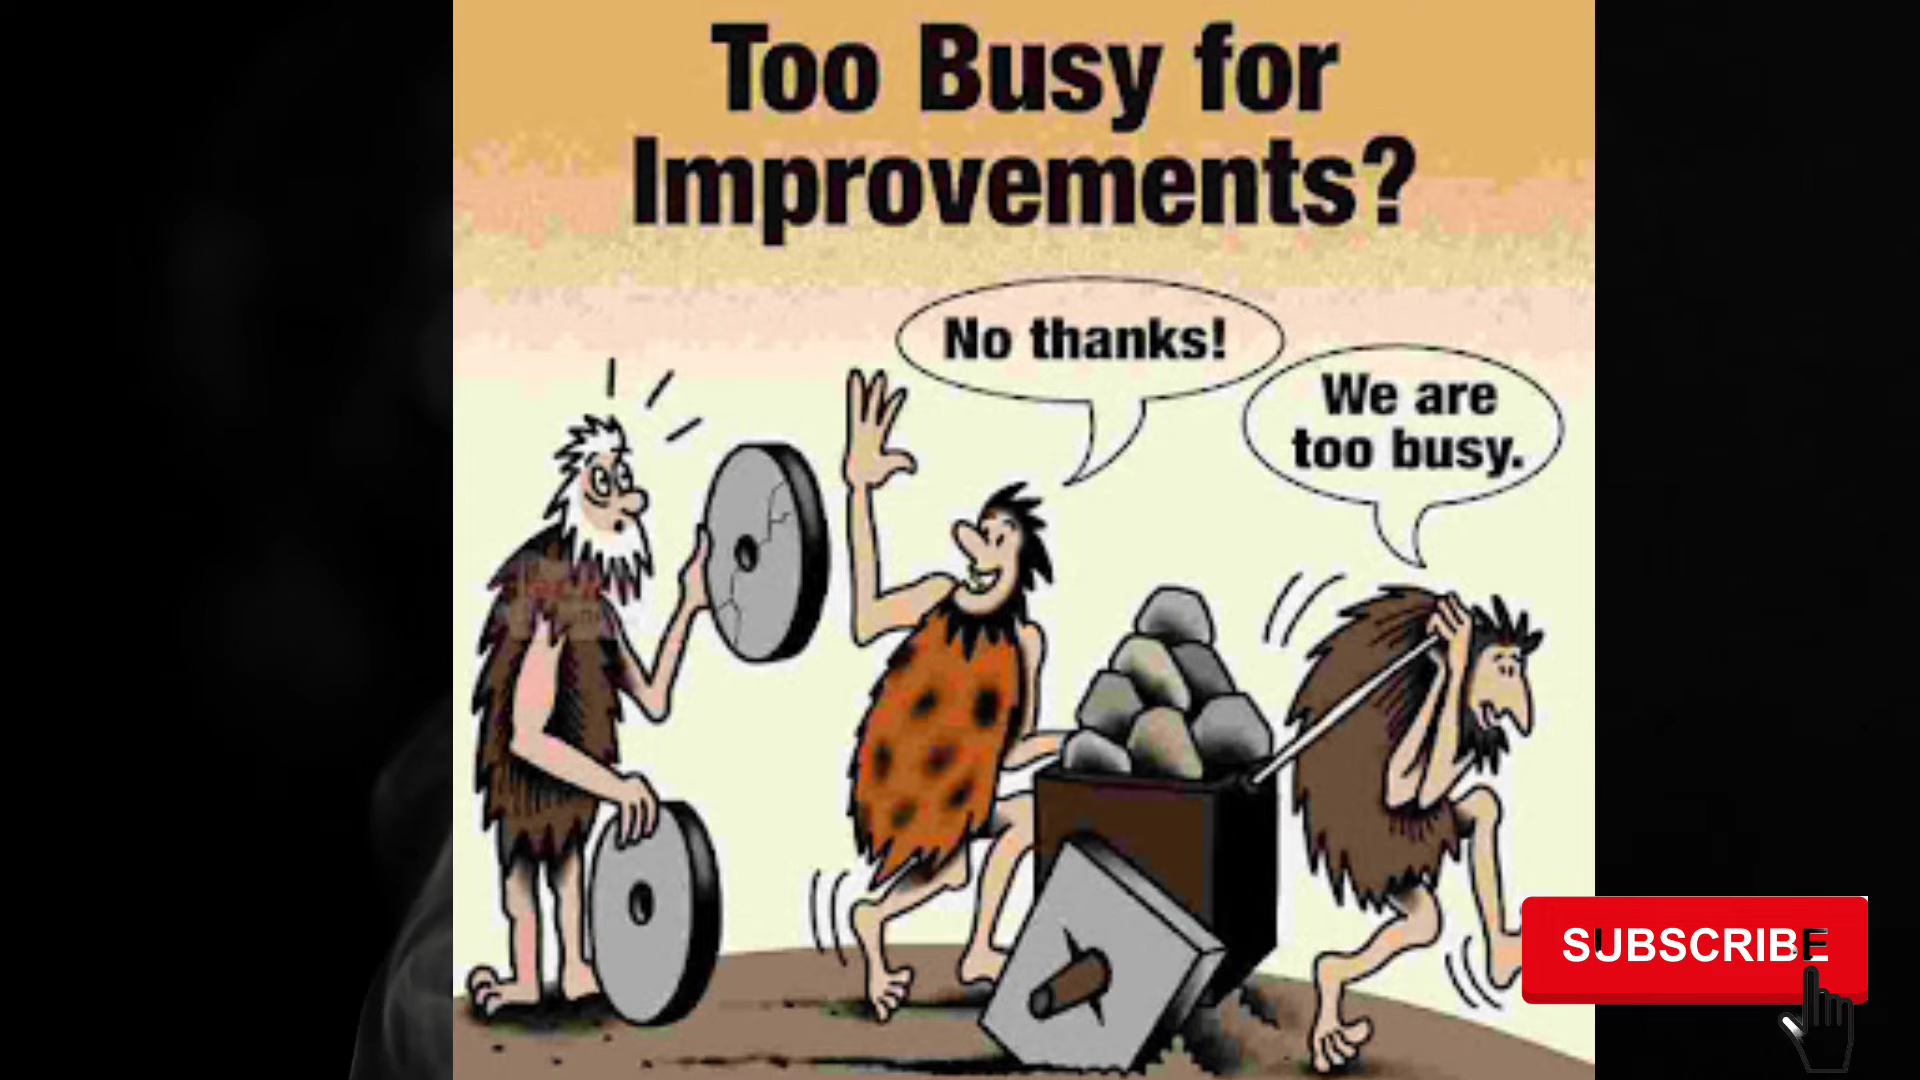 Too Busy for
Improvements?
No thanks!
We are
too busy.
SUBSCRIBE